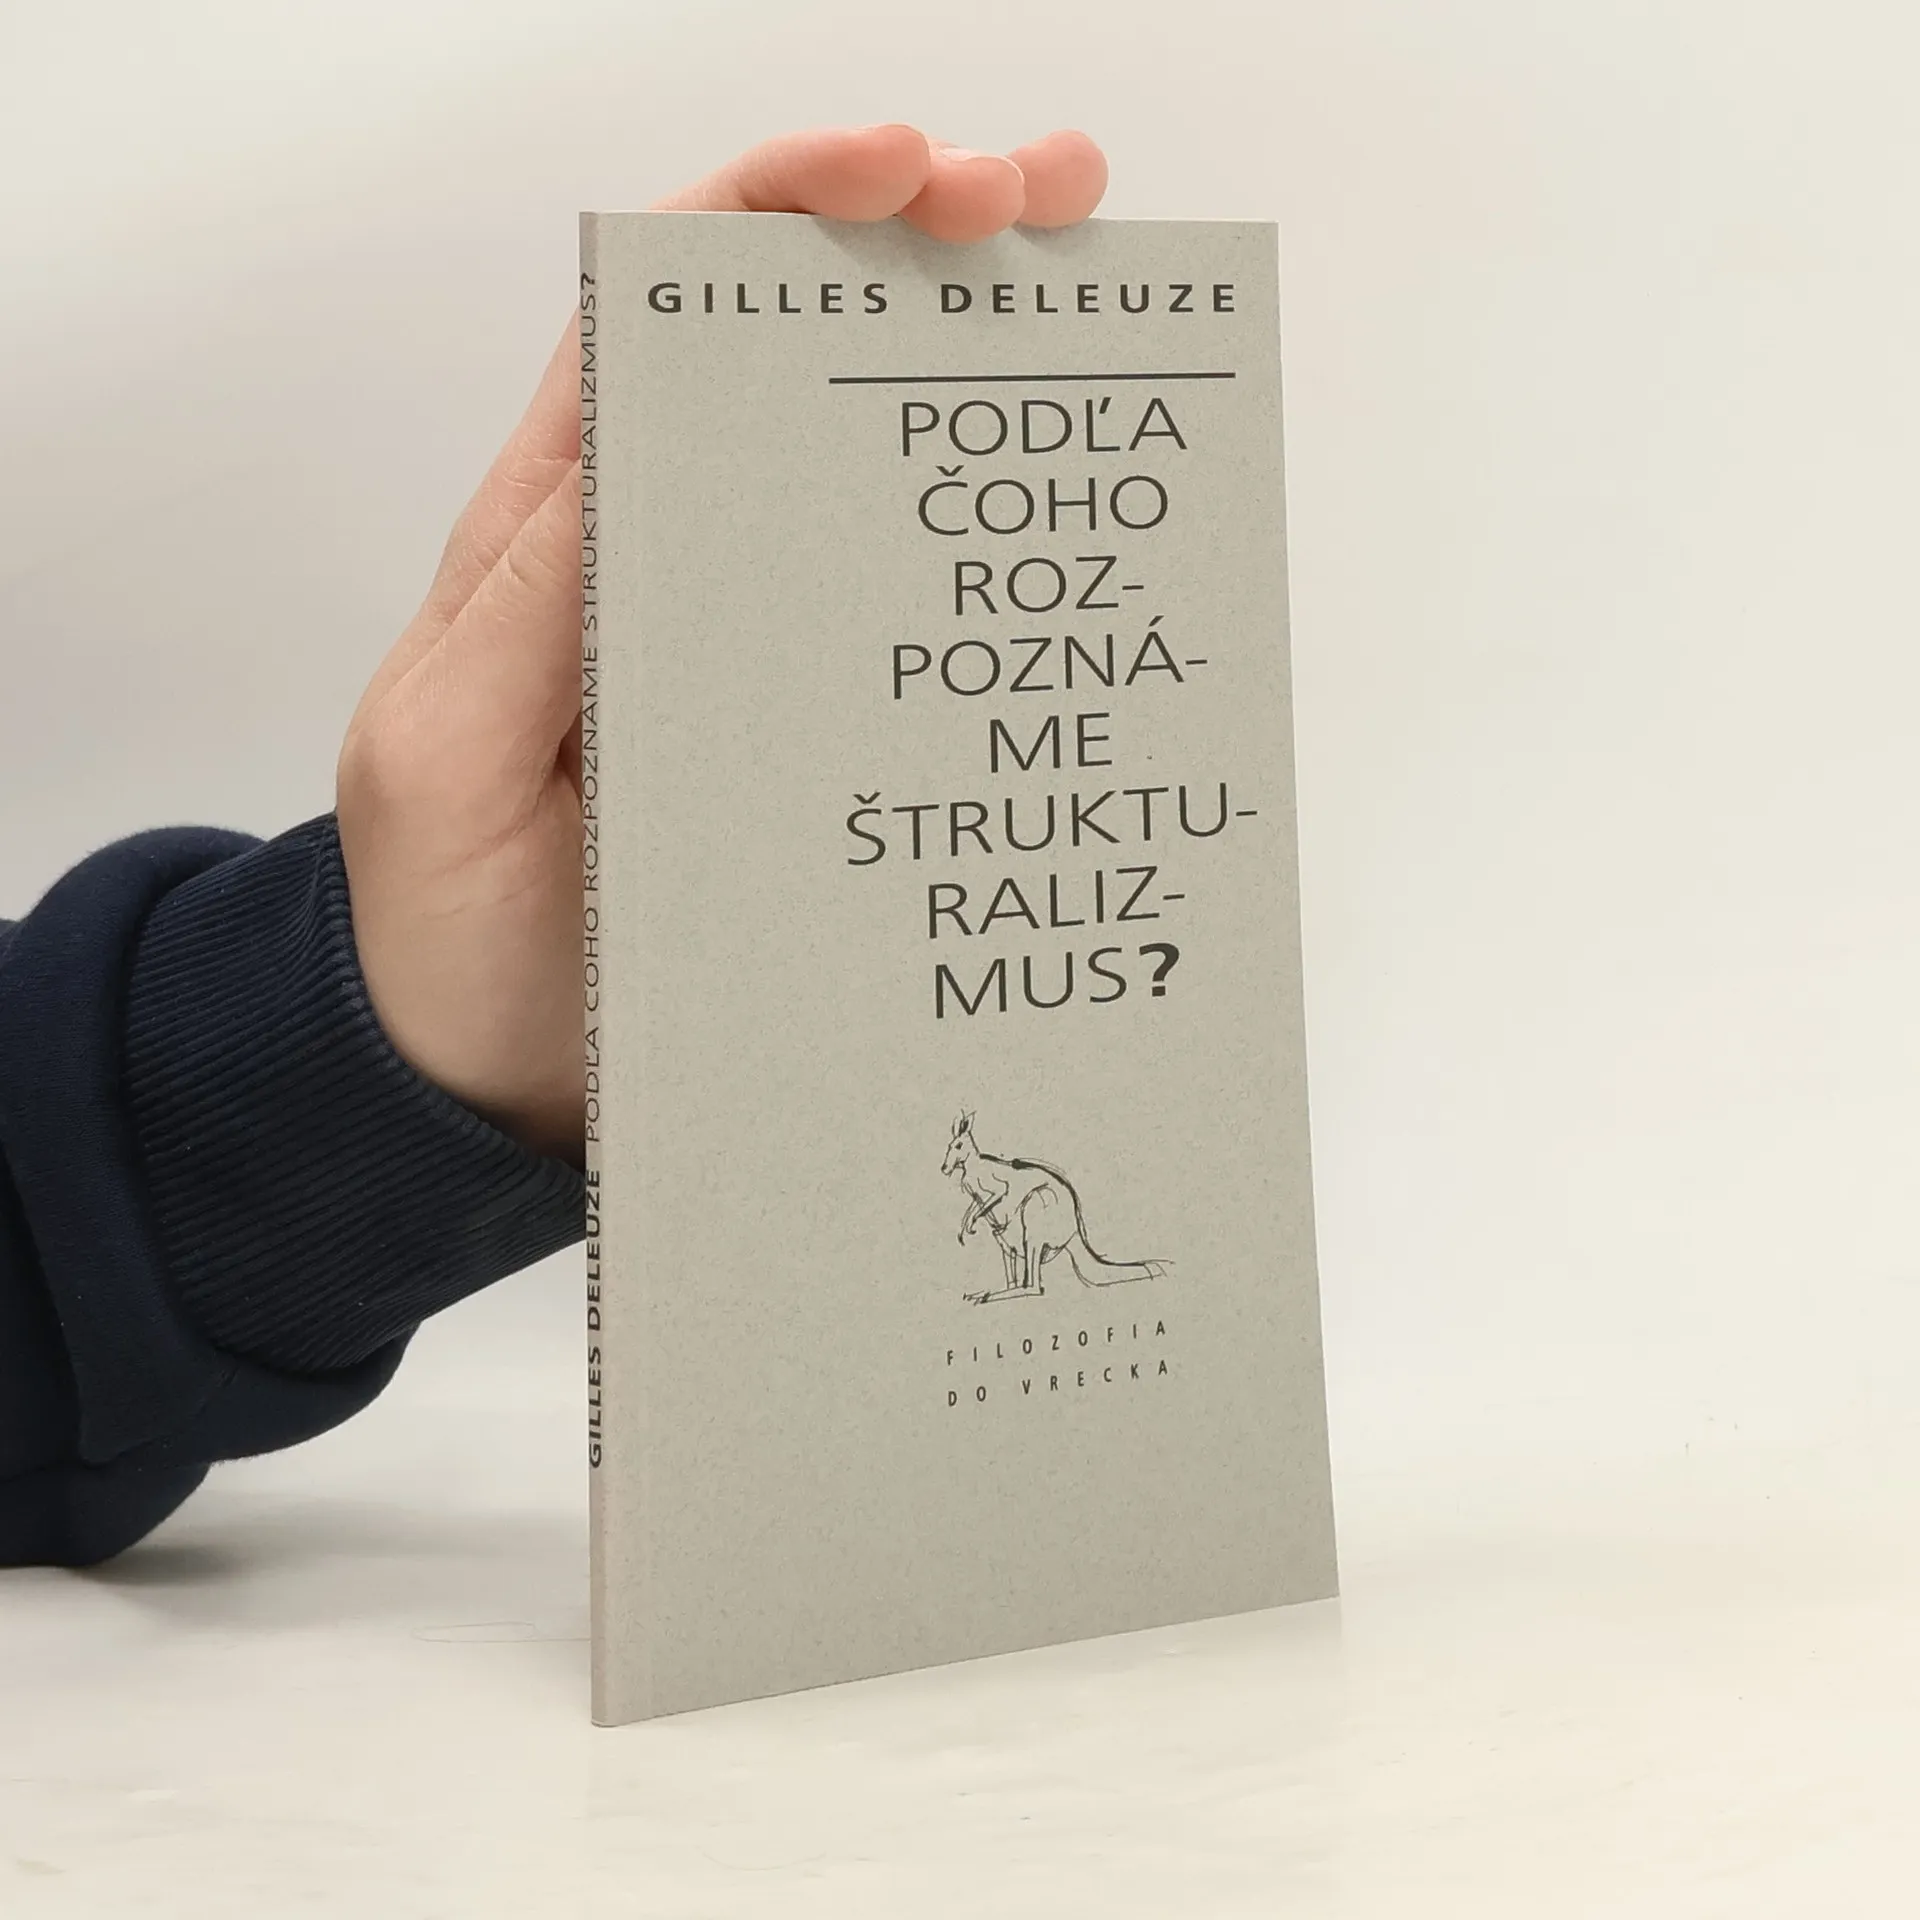 GILLES DELEUZE
PODĽA
ČOHO
ROZ-
POZNÁ-
ME
ŠTRUKTU-
RALIZ-
MUS?
FILOZOFIA
DO VRECKA
GILLES DELEUZE PODĽA ČOHO ROZPOZNÁME ŠTRUKTURALIZMUS?